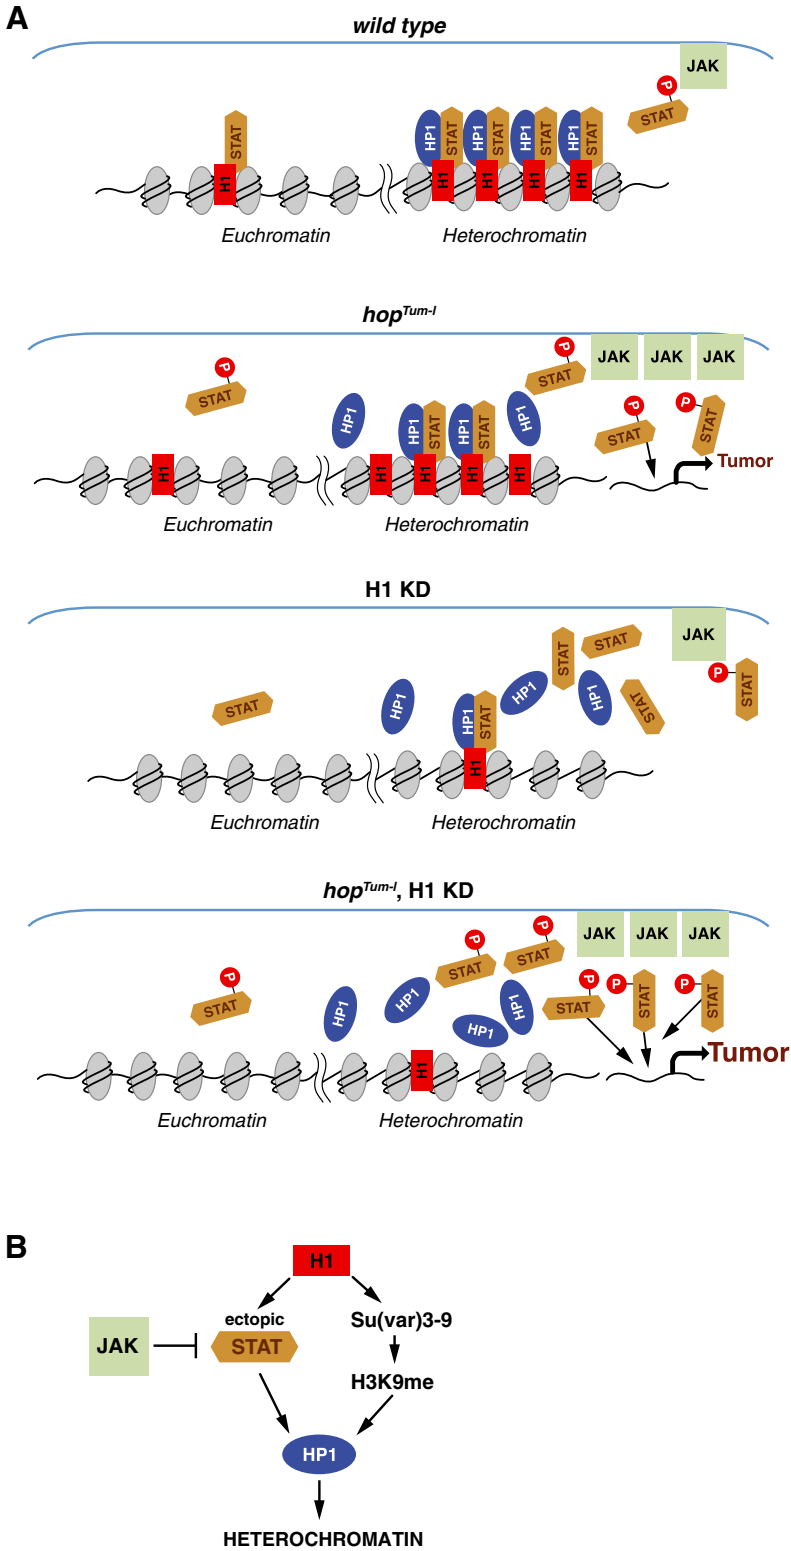 A
wild type
JAK
P
STAT
STAT
HP1 STAT HP1 STAT HP1 STAT HP1 STAT
H1
H1 H1 H1 H1
Euchromatin Heterochromatin
hopTum-l
P
STAT
HP1
HP1 STAT HP1 STAT
HP1
P
STAT
JAK JAK JAK
P
STAT
P
STAT
Tumor
H1
H1 H1 H1 H1
Euchromatin Heterochromatin
H1 KD
STAT
HP1
HP1 STAT
HP1
STAT
STAT
HP1
STAT
JAK
P
STAT
H1
Euchromatin Heterochromatin
hopTum-l, H1 KD
P
STAT
HP1
HP1
P
STAT
P
STAT
HP1
HP1
JAK JAK JAK
P
STAT
P
STAT
P
STAT
Tumor
H1
Euchromatin Heterochromatin
B
H1
ectopic
STAT
Su(var)3-9
JAK
H3K9me
HP1
HETEROCHROMATIN